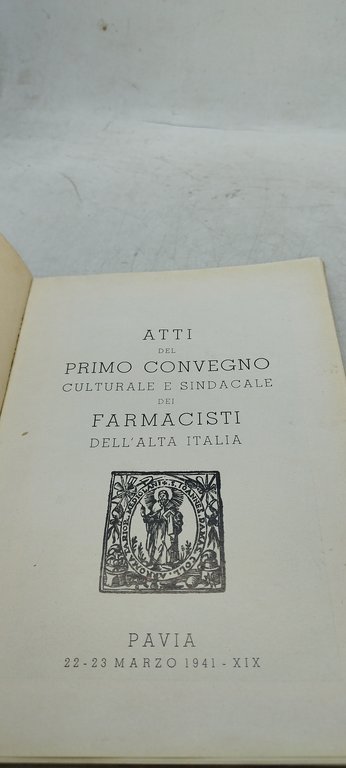 ATTI
DEL
PRIMO CONVEGNO
CULTURALE E SINDACALE
DEI
FARMACISTI
DELL'ALTA ITALIA
PAVIA
22-23 MARZO 1941 - XIX